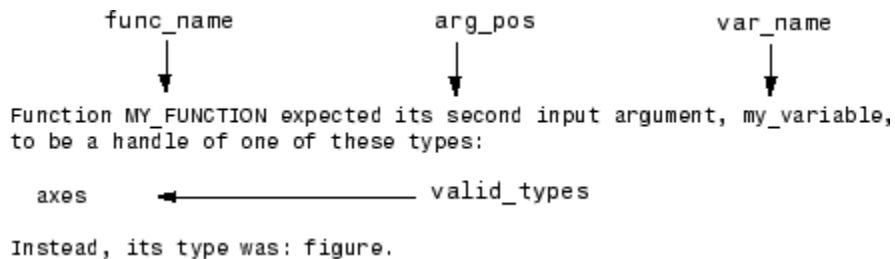 func_name arg_pos var_name
Function MY_FUNCTION expected its second input argument, my_variable,
to be a handle of one of these types:
axes valid_types
Instead, its type was: figure.